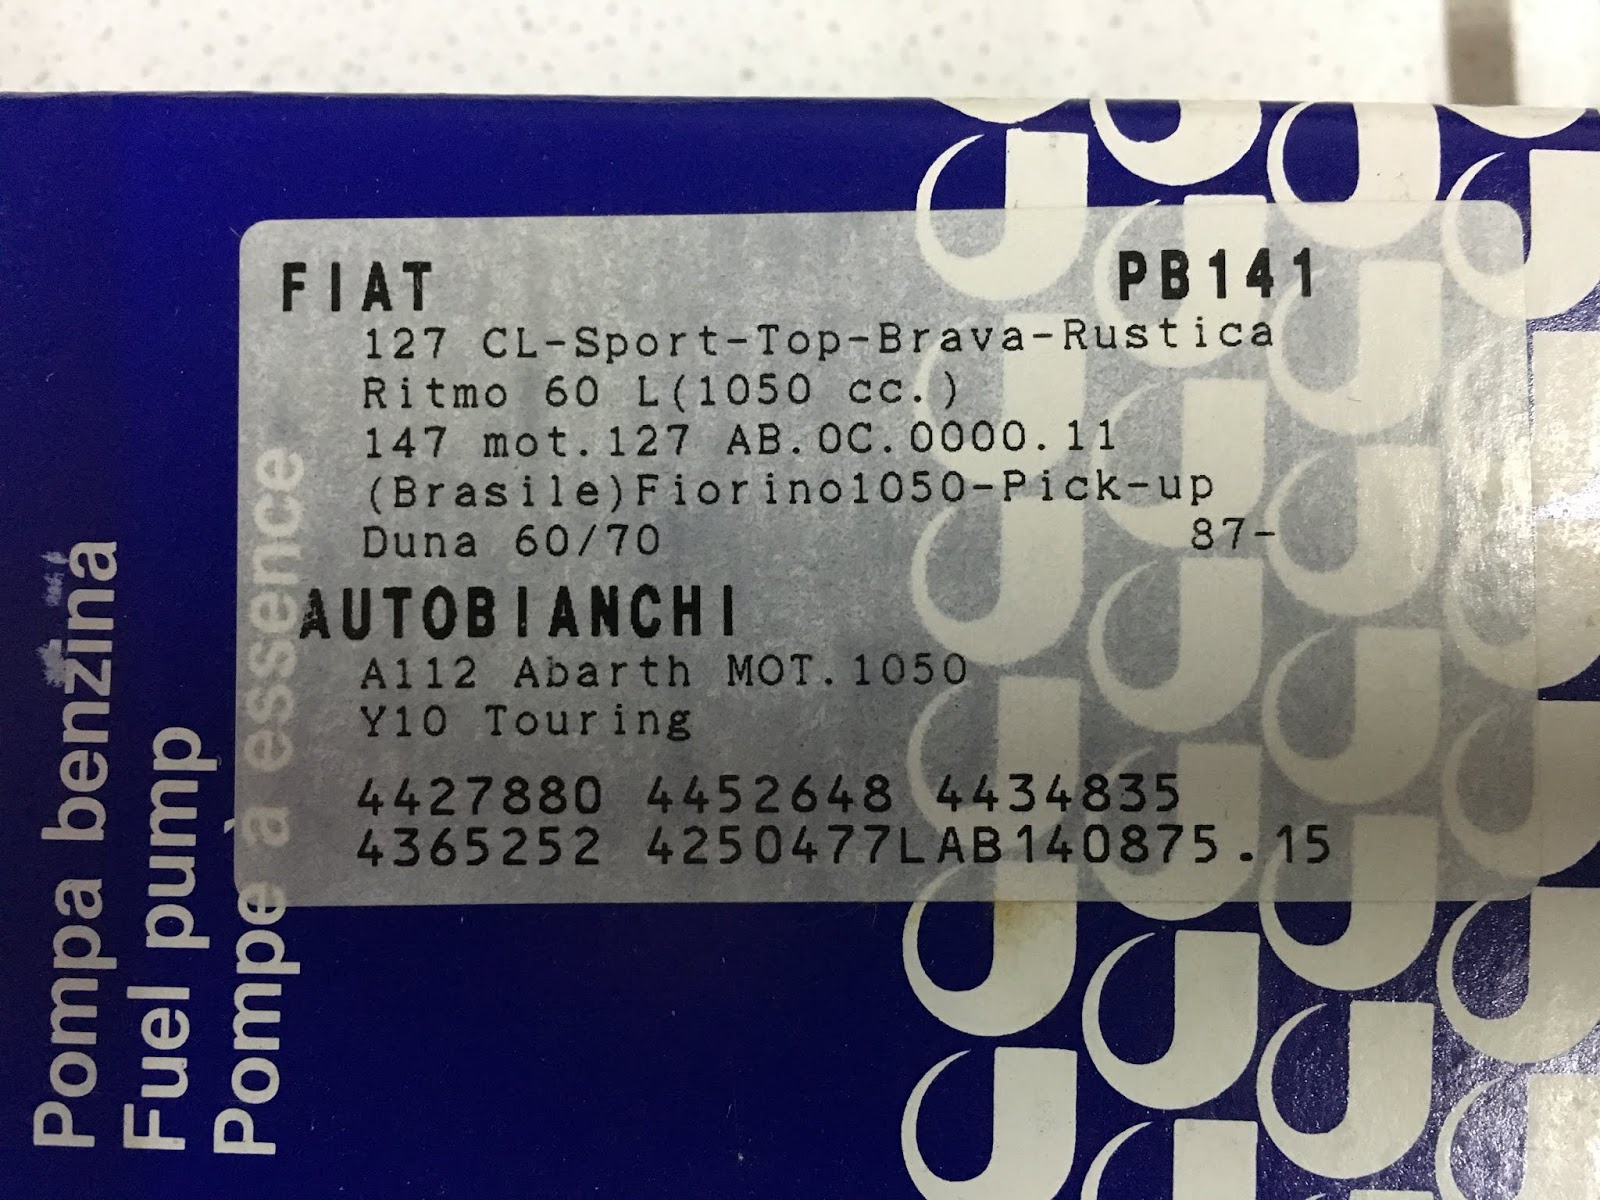 FIAT PB141
127 CL-Sport-Top-Brava-Rustica
Ritmo 60 L(1050 cc.)
147 mot.127 AB.0C.0000.11
(Brasile)Fiorino1050-Pick-up
Duna 60/70 87-
AUTOBIANCHI
A112 Abarth MOT.1050
Y10 Touring
4427880 4452648 4434835
4365252 4250477LAB140875.15
Pompa benzina
Fuel pump
Pompe à essence